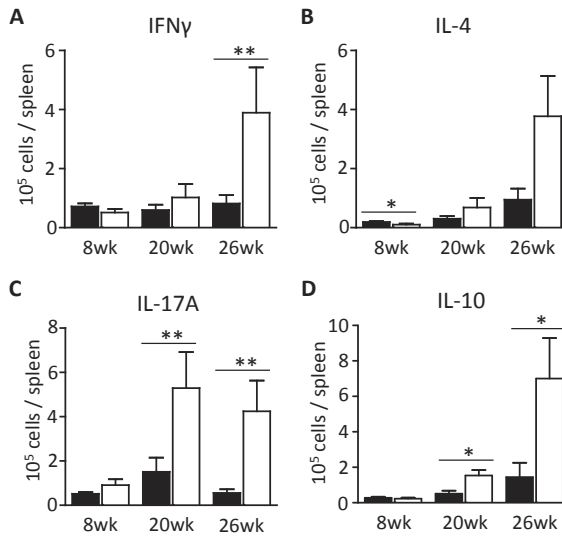 A
IFNγ
10⁵ cells / spleen
6
4
2
0
**
8wk 20wk 26wk
B
IL-4
10⁵ cells / spleen
6
4
2
0
*
8wk 20wk 26wk
C
IL-17A
10⁵ cells / spleen
8
6
4
2
0
** **
8wk 20wk 26wk
D
IL-10
10⁵ cells / spleen
10
8
6
4
2
0
* *
8wk 20wk 26wk